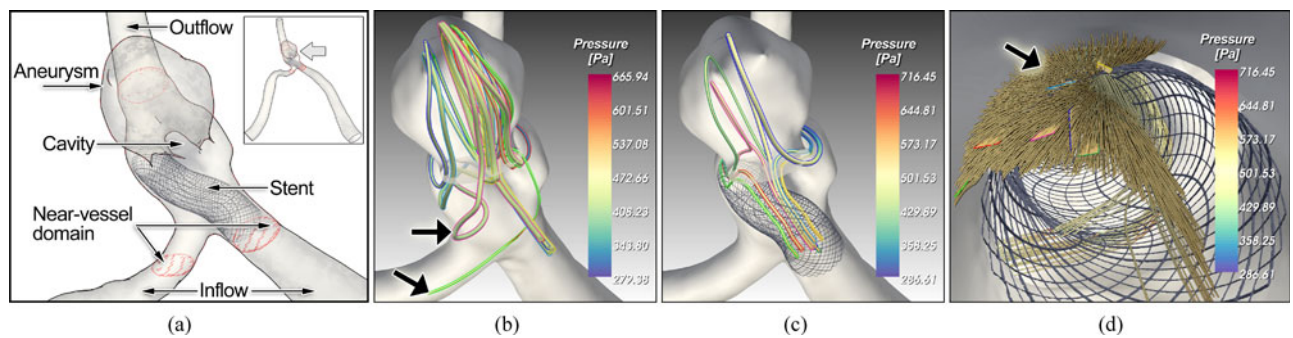 Outflow
Aneurysm
Cavity
Stent
Near-vessel
domain
Inflow
(a)
Pressure
[Pa]
665.94
601.51
537.08
472.66
408.23
343.80
279.38
(b)
Pressure
[Pa]
716.45
644.81
573.17
501.53
429.89
358.25
286.61
(c)
Pressure
[Pa]
716.45
644.81
573.17
501.53
429.89
358.25
286.61
(d)